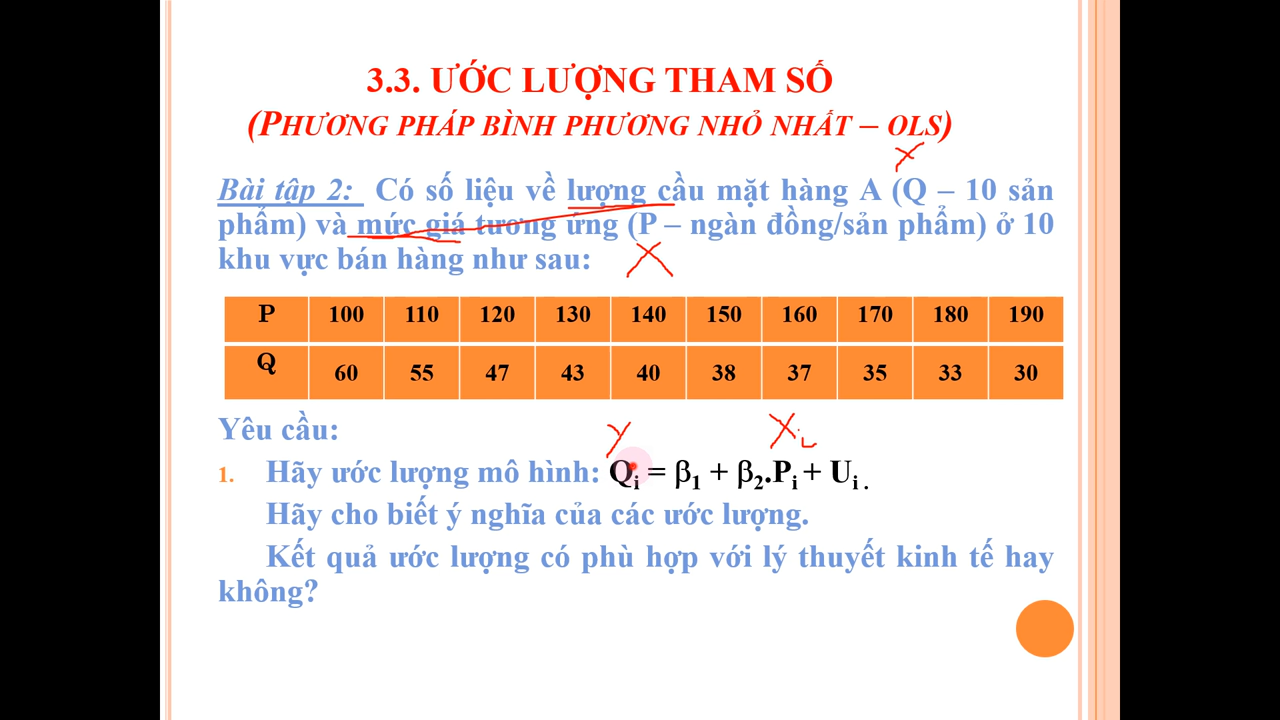 3.3. ƯỚC LƯỢNG THAM SỐ
(PHƯƠNG PHÁP BÌNH PHƯƠNG NHỎ NHẤT – OLS)
X
Bài tập 2: Có số liệu về lượng cầu mặt hàng A (Q – 10 sản
phẩm) và mức giá tương ứng (P – ngàn đồng/sản phẩm) ở 10
khu vực bán hàng như sau:
X
P 100 110 120 130 140 150 160 170 180 190
Q 60 55 47 43 40 38 37 35 33 30
Yêu cầu:
Y Xi
1. Hãy ước lượng mô hình: Qi = β1 + β2.Pi + Ui .
Hãy cho biết ý nghĩa của các ước lượng.
Kết quả ước lượng có phù hợp với lý thuyết kinh tế hay
không?